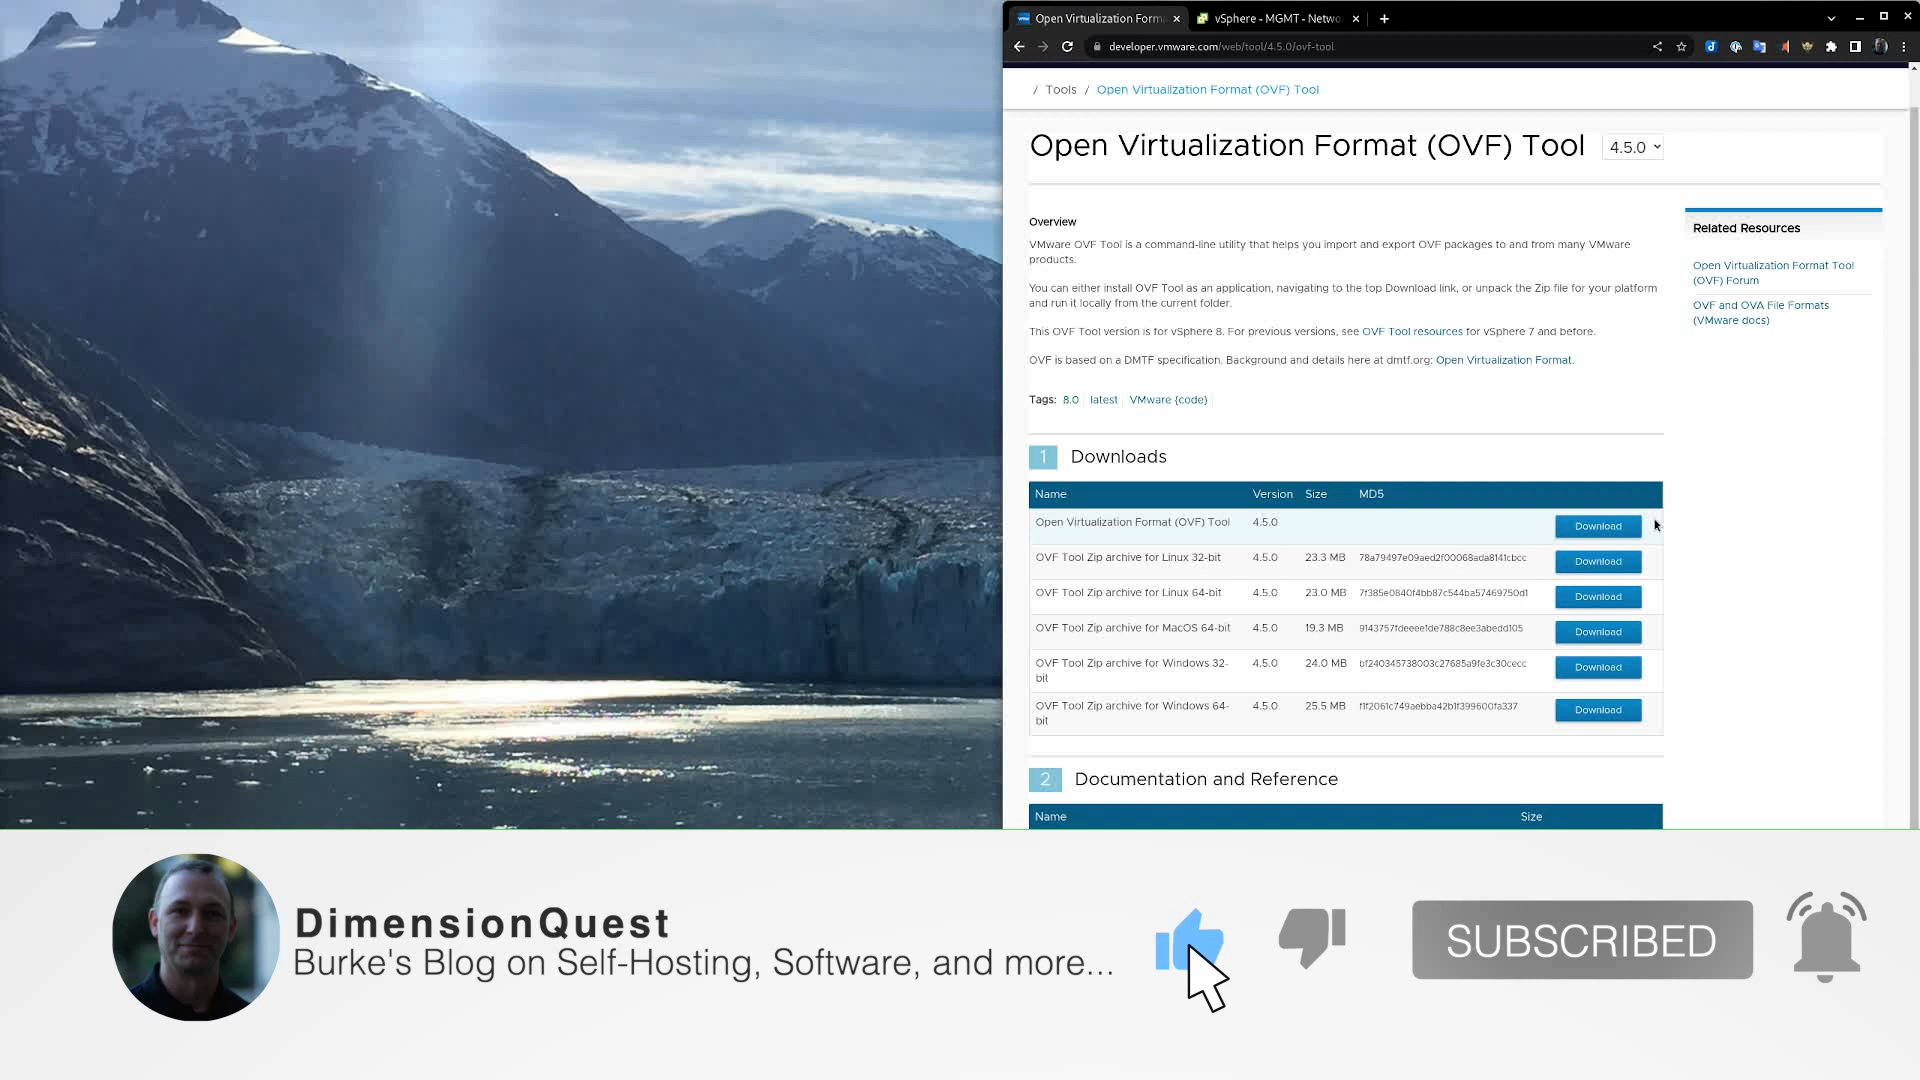 Open Virtualization Form
vSphere - MGMT - Netwo
developer.vmware.com/web/tool/4.5.0/ovf-tool
/ Tools / Open Virtualization Format (OVF) Tool
Open Virtualization Format (OVF) Tool 4.5.0
Overview
VMware OVF Tool is a command-line utility that helps you import and export OVF packages to and from many VMware
products.
You can either install OVF Tool as an application, navigating to the top Download link, or unpack the Zip file for your platform
and run it locally from the current folder.
This OVF Tool version is for vSphere 8. For previous versions, see OVF Tool resources for vSphere 7 and before.
OVF is based on a DMTF specification. Background and details here at dmtf.org: Open Virtualization Format.
Tags: 8.0 latest VMware {code}
Related Resources
Open Virtualization Format Tool
(OVF) Forum
OVF and OVA File Formats
(VMware docs)
1 Downloads
Name Version Size MD5
Open Virtualization Format (OVF) Tool 4.5.0 Download
OVF Tool Zip archive for Linux 32-bit 4.5.0 23.3 MB 78a79497e09aed2f00068ada8141cbcc Download
OVF Tool Zip archive for Linux 64-bit 4.5.0 23.0 MB 7f385e0840f4bb87c544ba57469750d1 Download
OVF Tool Zip archive for MacOS 64-bit 4.5.0 19.3 MB 9143757fdeeee1de788c8ee3abedd105 Download
OVF Tool Zip archive for Windows 32- 4.5.0 24.0 MB bf240345738003c27685a9fe3c30cecc Download
bit
OVF Tool Zip archive for Windows 64- 4.5.0 25.5 MB f1f2061c749aebba42b1f399600fa337 Download
bit
2 Documentation and Reference
Name Size
DimensionQuest
Burke's Blog on Self-Hosting, Software, and more...
SUBSCRIBED